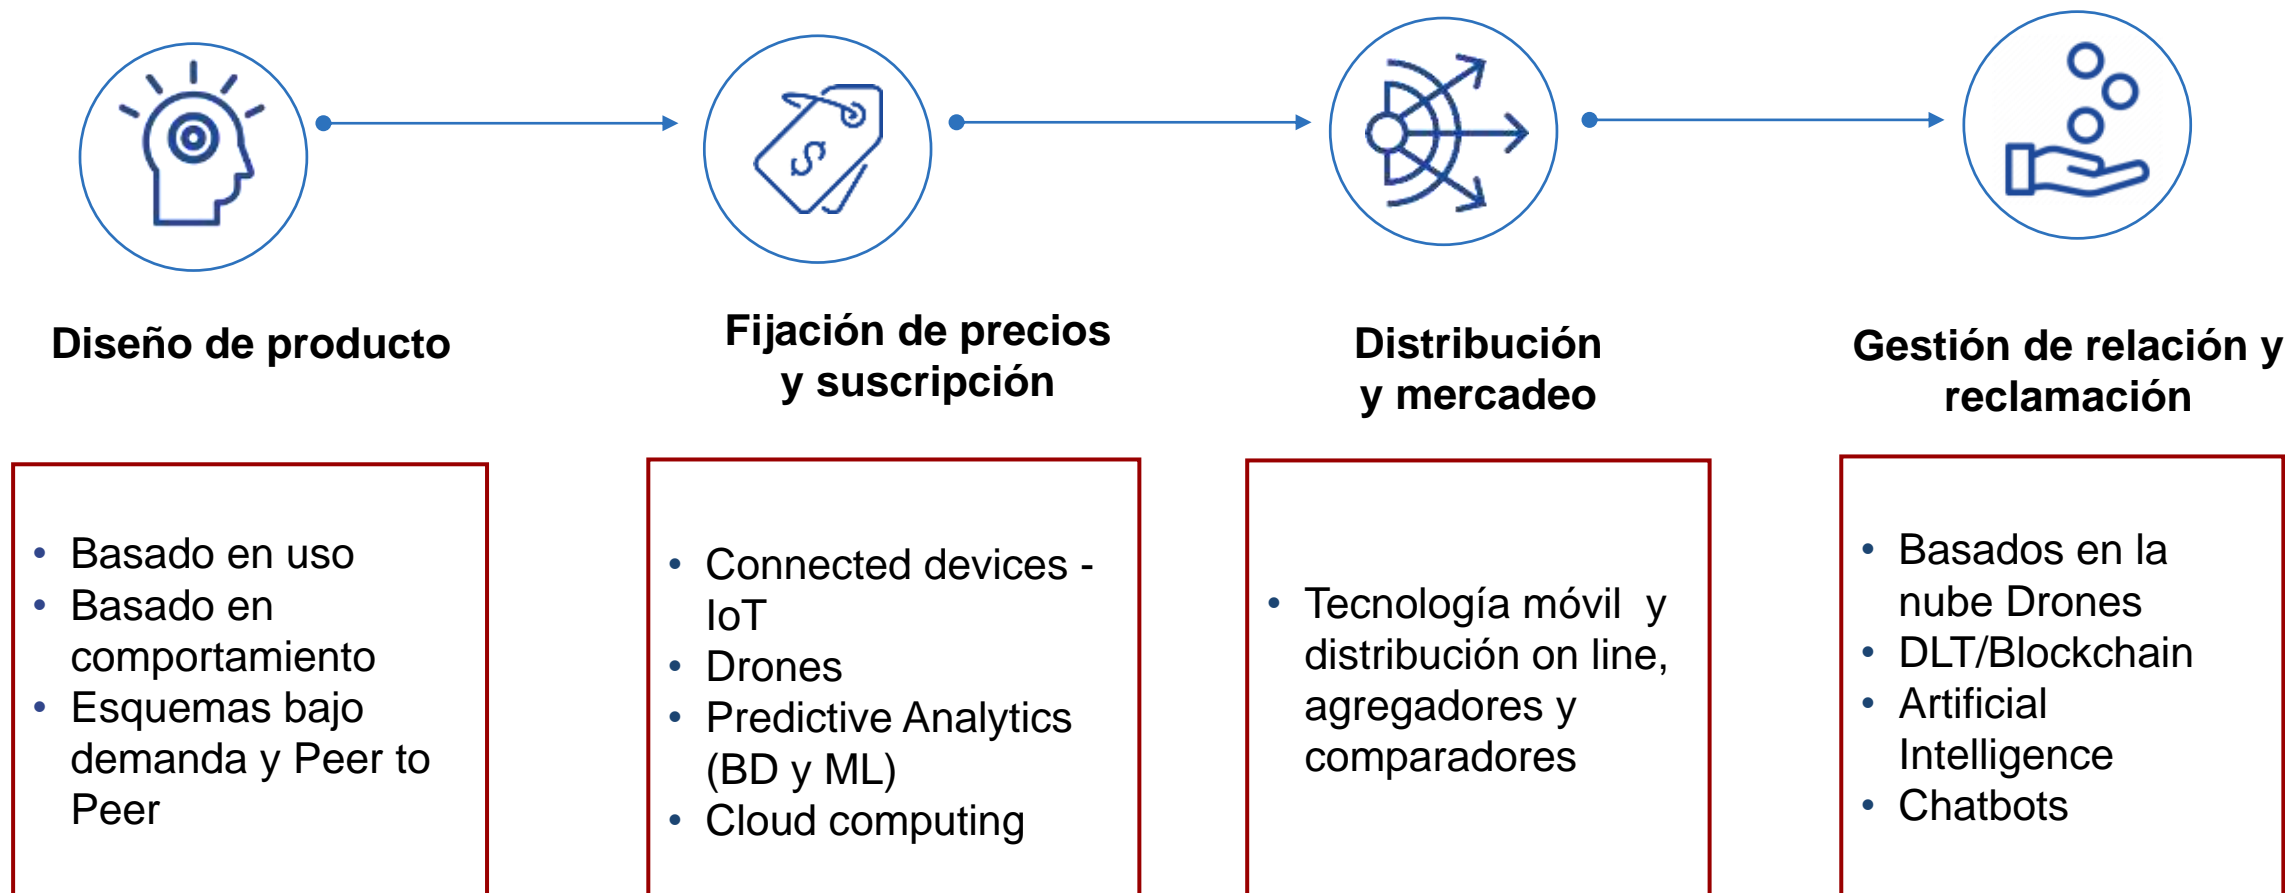 Diseño de producto
Fijación de precios
y suscripción
Distribución
y mercadeo
Gestión de relación y
reclamación
• Basado en uso
• Basado en
comportamiento
• Esquemas bajo
demanda y Peer to
Peer
• Connected devices -
IoT
• Drones
• Predictive Analytics
(BD y ML)
• Cloud computing
• Tecnología móvil  y
distribución on line,
agregadores y
comparadores
• Basados en la
nube Drones
• DLT/Blockchain
• Artificial
Intelligence
• Chatbots